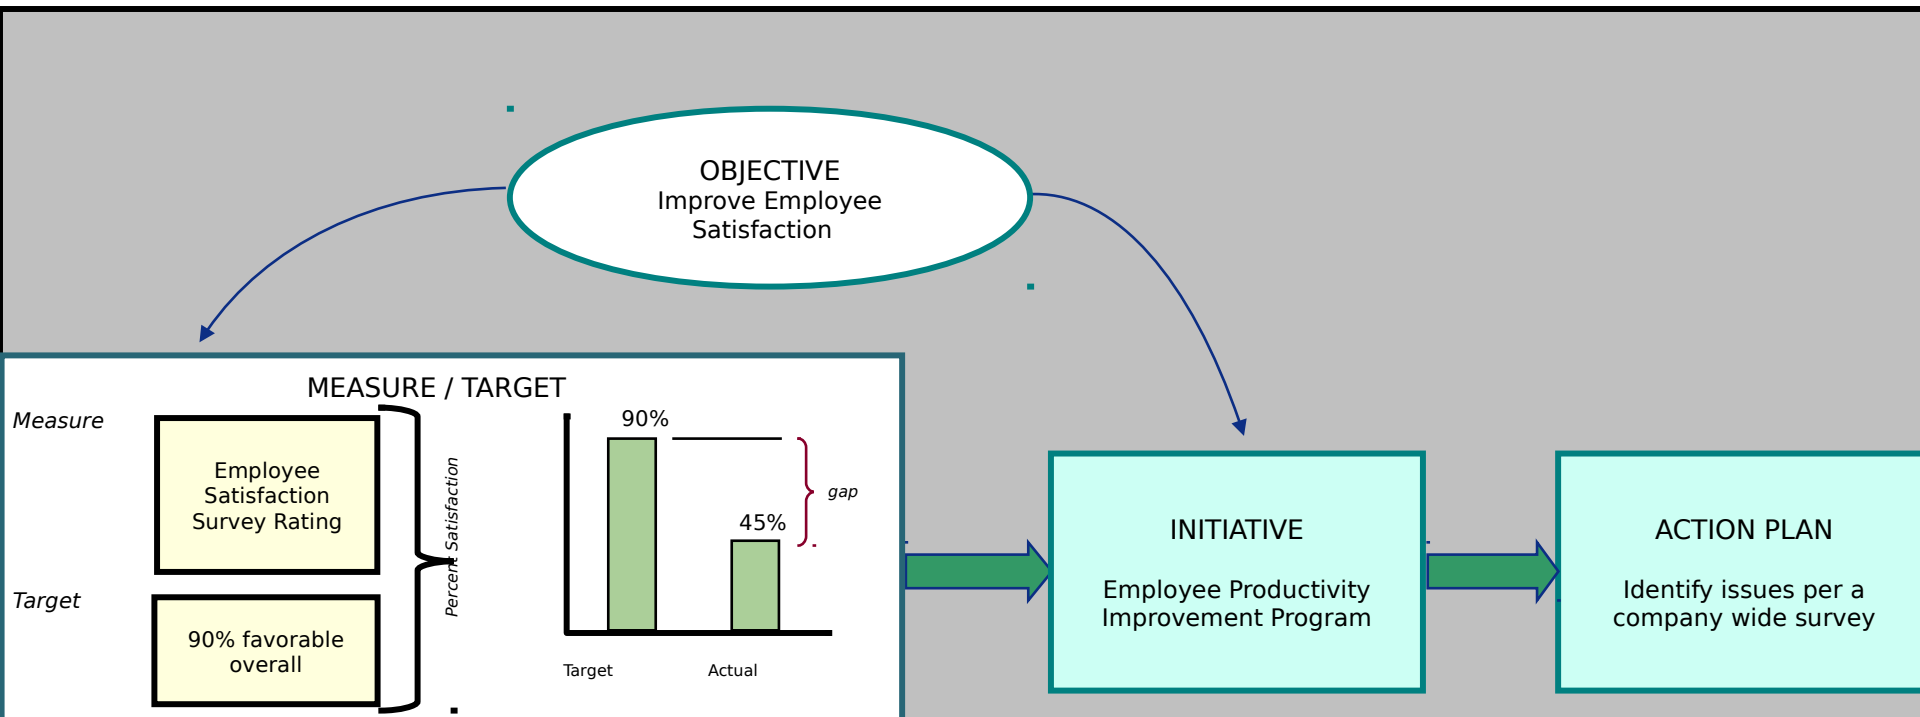 OBJECTIVE
Improve Employee
Satisfaction
MEASURE / TARGET
Measure
Employee
Satisfaction
Survey Rating
Target
90% favorable
overall
Percent Satisfaction
90%
45%
gap
Target
Actual
INITIATIVE
Employee Productivity
Improvement Program
ACTION PLAN
Identify issues per a
company wide survey